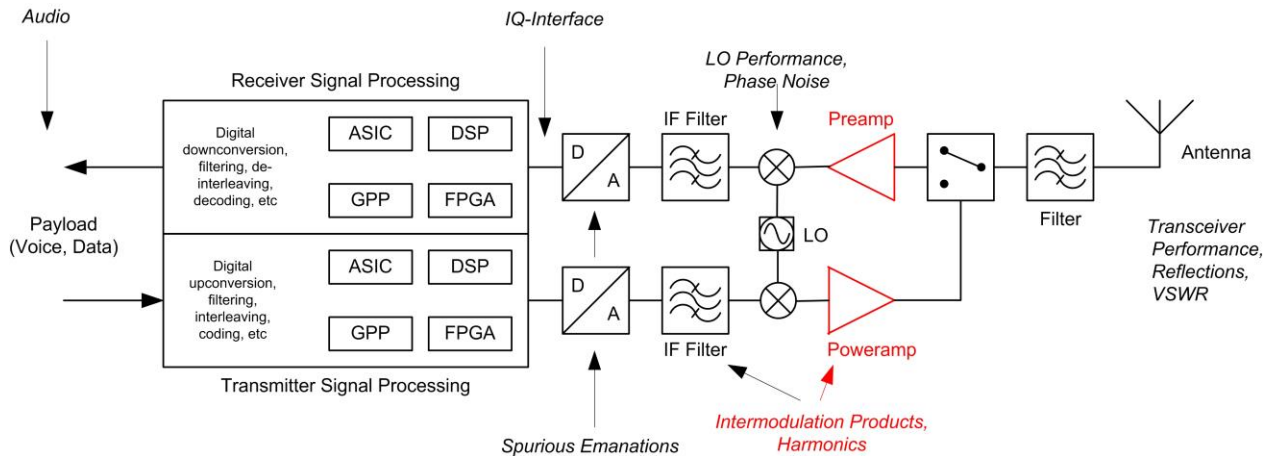 Audio
IQ-Interface
LO Performance,
Phase Noise
Receiver Signal Processing
Digital
downconversion,
filtering, de-
interleaving,
decoding, etc
ASIC
DSP
GPP
FPGA
D
A
IF Filter
Preamp
Antenna
Filter
Payload
(Voice, Data)
LO
Transceiver
Performance,
Reflections,
VSWR
Digital
upconversion,
filtering,
interleaving,
coding, etc
ASIC
DSP
GPP
FPGA
D
A
IF Filter
Poweramp
Transmitter Signal Processing
Intermodulation Products,
Harmonics
Spurious Emanations